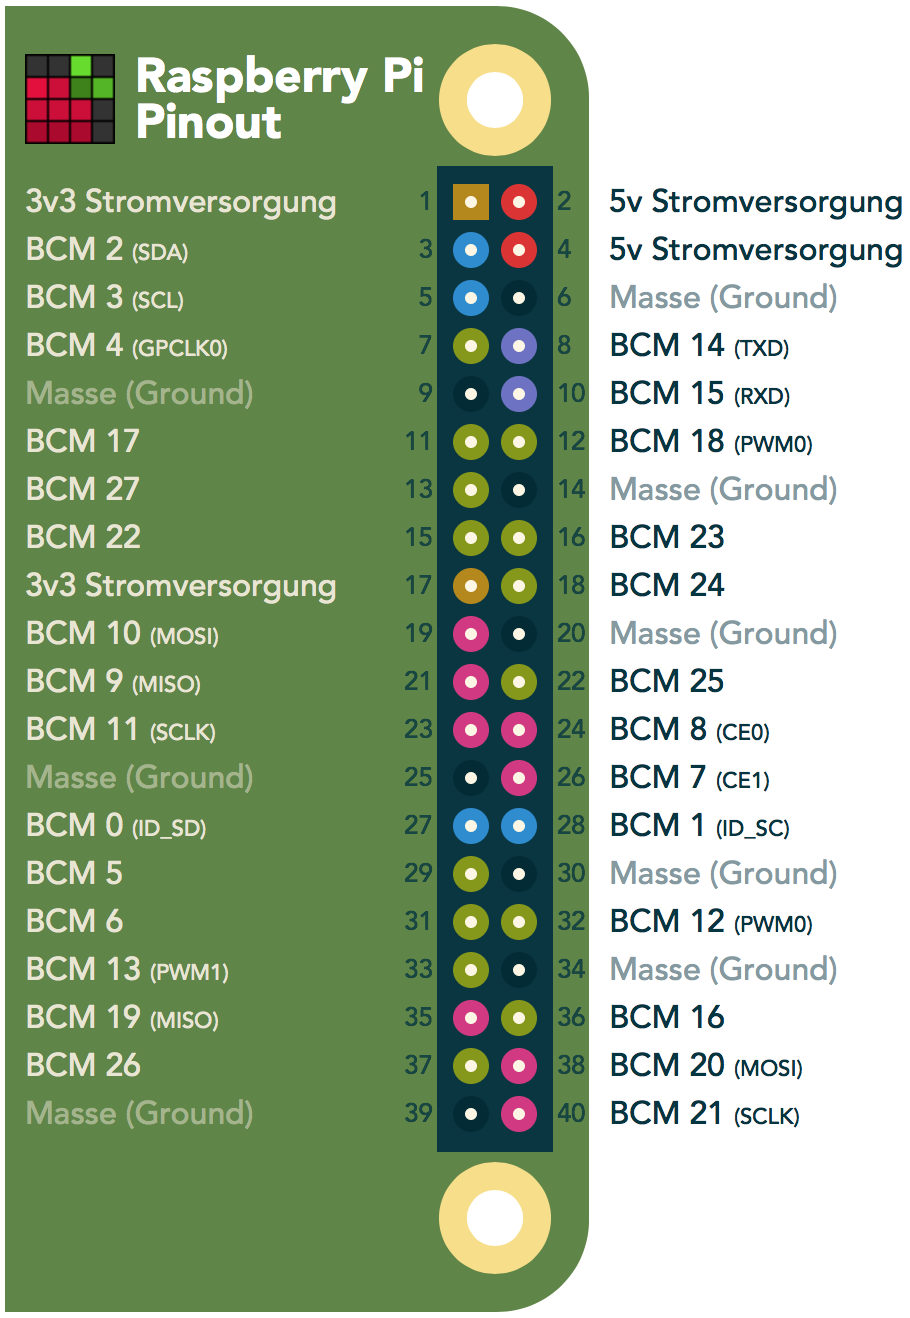 Raspberry Pi
Pinout
3v3 Stromversorgung 1 2 5v Stromversorgung
BCM 2 (SDA) 3 4 5v Stromversorgung
BCM 3 (SCL) 5 6 Masse (Ground)
BCM 4 (GPCLK0) 7 8 BCM 14 (TXD)
Masse (Ground) 9 10 BCM 15 (RXD)
BCM 17 11 12 BCM 18 (PWM0)
BCM 27 13 14 Masse (Ground)
BCM 22 15 16 BCM 23
3v3 Stromversorgung 17 18 BCM 24
BCM 10 (MOSI) 19 20 Masse (Ground)
BCM 9 (MISO) 21 22 BCM 25
BCM 11 (SCLK) 23 24 BCM 8 (CE0)
Masse (Ground) 25 26 BCM 7 (CE1)
BCM 0 (ID_SD) 27 28 BCM 1 (ID_SC)
BCM 5 29 30 Masse (Ground)
BCM 6 31 32 BCM 12 (PWM0)
BCM 13 (PWM1) 33 34 Masse (Ground)
BCM 19 (MISO) 35 36 BCM 16
BCM 26 37 38 BCM 20 (MOSI)
Masse (Ground) 39 40 BCM 21 (SCLK)